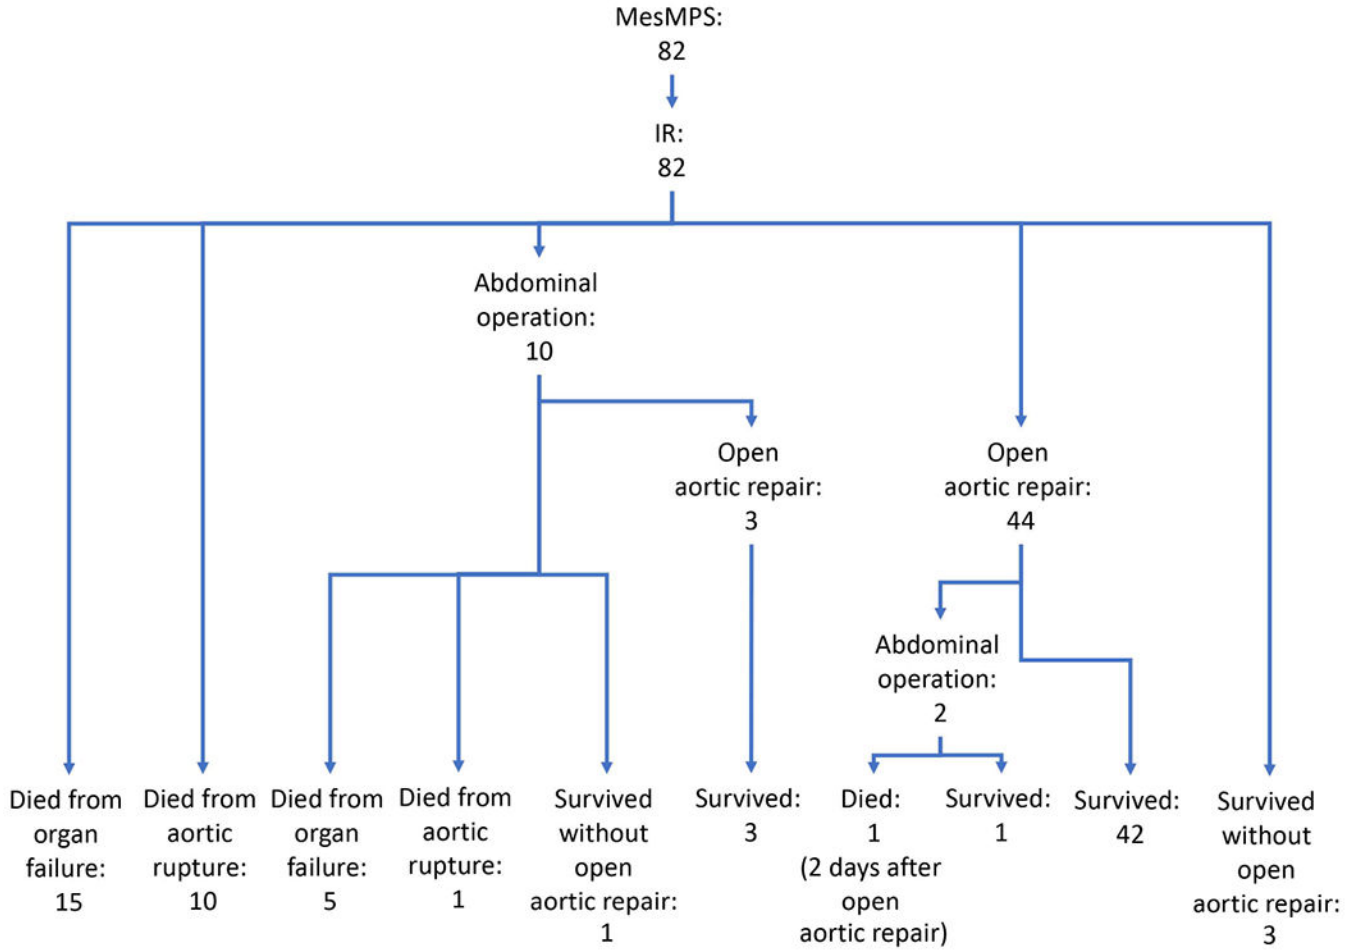 MesMPS:
82
IR:
82
Abdominal
operation:
10
Open
aortic repair:
3
Open
aortic repair:
44
Abdominal
operation:
2
Died from
organ
failure:
15
Died from
aortic
rupture:
10
Died from
organ
failure:
5
Died from
aortic
rupture:
1
Survived
without
open
aortic repair:
1
Survived:
3
Died:
1
(2 days after
open
aortic repair)
Survived:
1
Survived:
42
Survived
without
open
aortic repair:
3